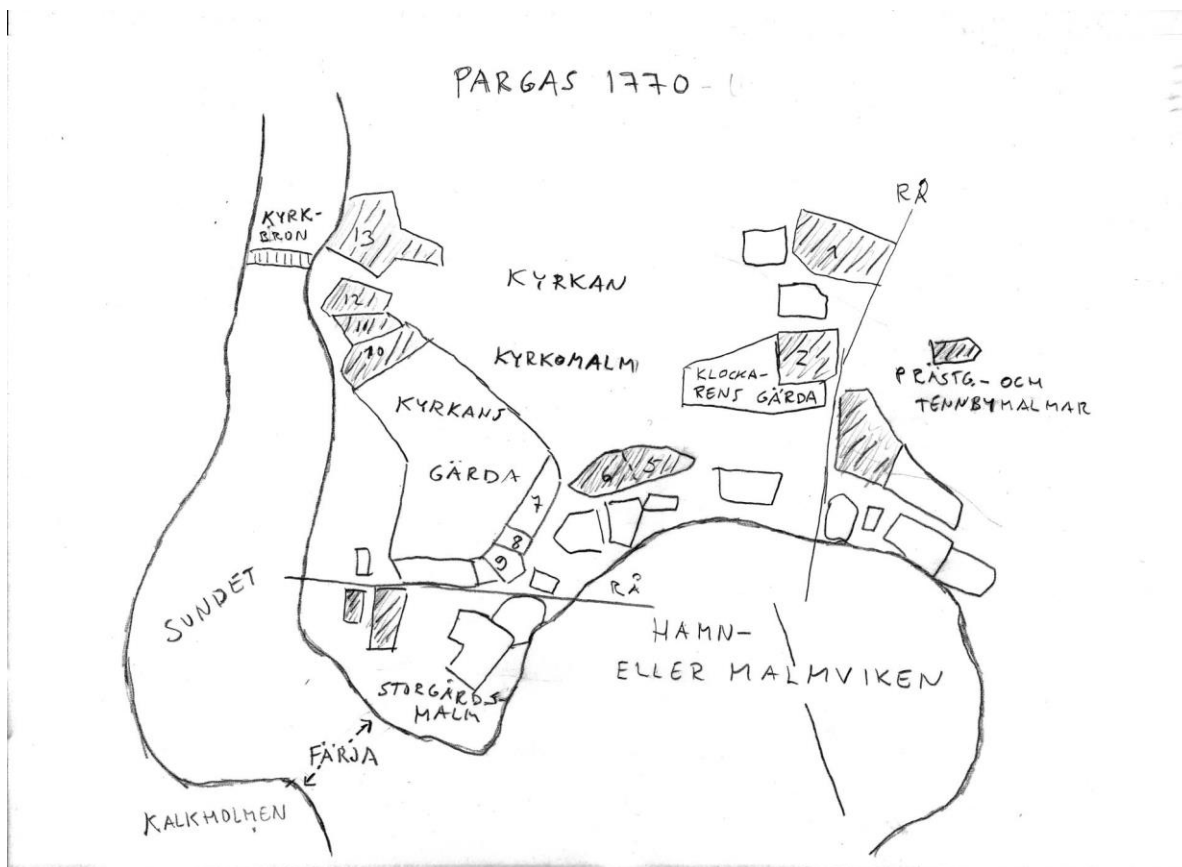 PARGAS 1770
RÅ
KYRK-
BRON
13
1
KYRKAN
12
11
10
KYRKOMALM
2
KLOCKA-
RENS GÄRDA
PRÄSTG.- OCH
TENNBYMALMAR
KYRKANS
GÄRDA
6
5
7
8
9
SUNDET
RÅ
HAMN-
ELLER MALMVIKEN
STORGÅRDS-
MALM
FÄRJA
KALKHOLMEN